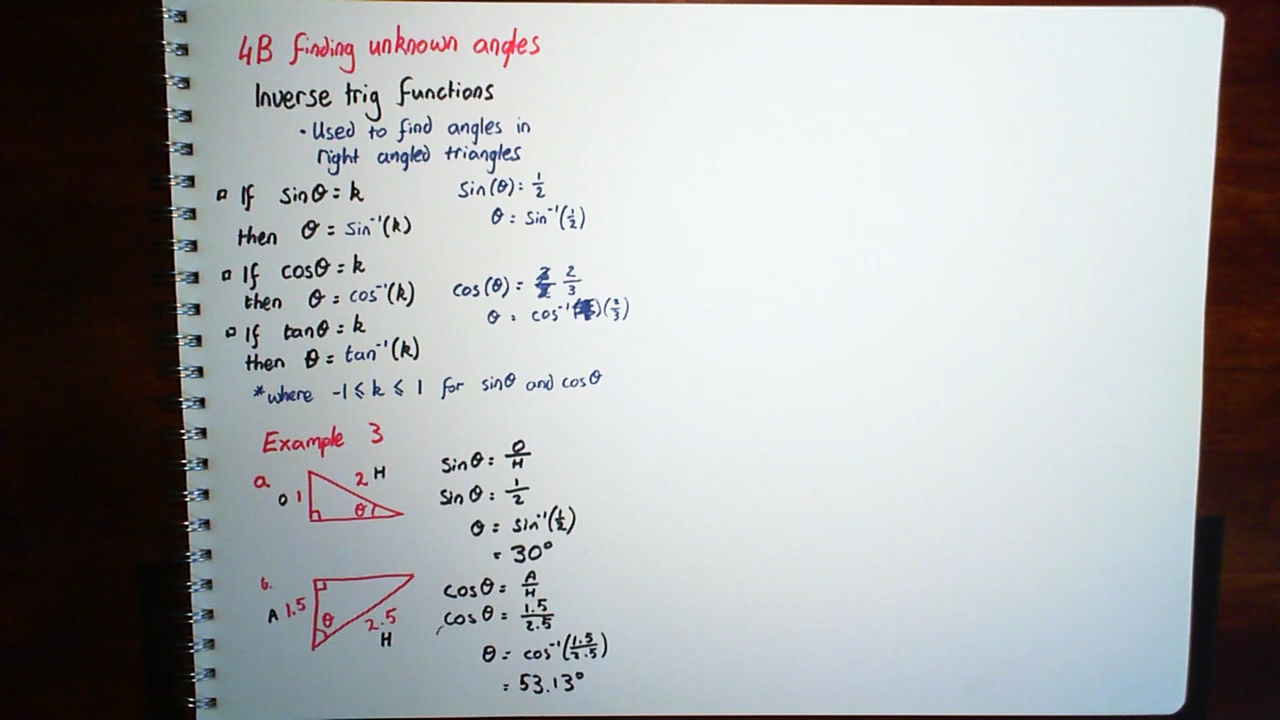 4B finding unknown angles
Inverse trig functions
• Used to find angles in
right angled triangles
If sinθ = k
then θ = sin⁻¹(k)
sin(θ) = 1/2
θ = sin⁻¹(1/2)
If cosθ = k
then θ = cos⁻¹(k)
cos(θ) = 2/3
θ = cos⁻¹(2/3)
If tanθ = k
then θ = tan⁻¹(k)
*where -1 ≤ k ≤ 1 for sinθ and cosθ
Example 3
a
O 1
2 H
θ
sinθ = O/H
sinθ = 1/2
θ = sin⁻¹(1/2)
= 30°
b.
A 1.5
θ
2.5
H
cosθ = A/H
cosθ = 1.5/2.5
θ = cos⁻¹(1.5/2.5)
= 53.13°